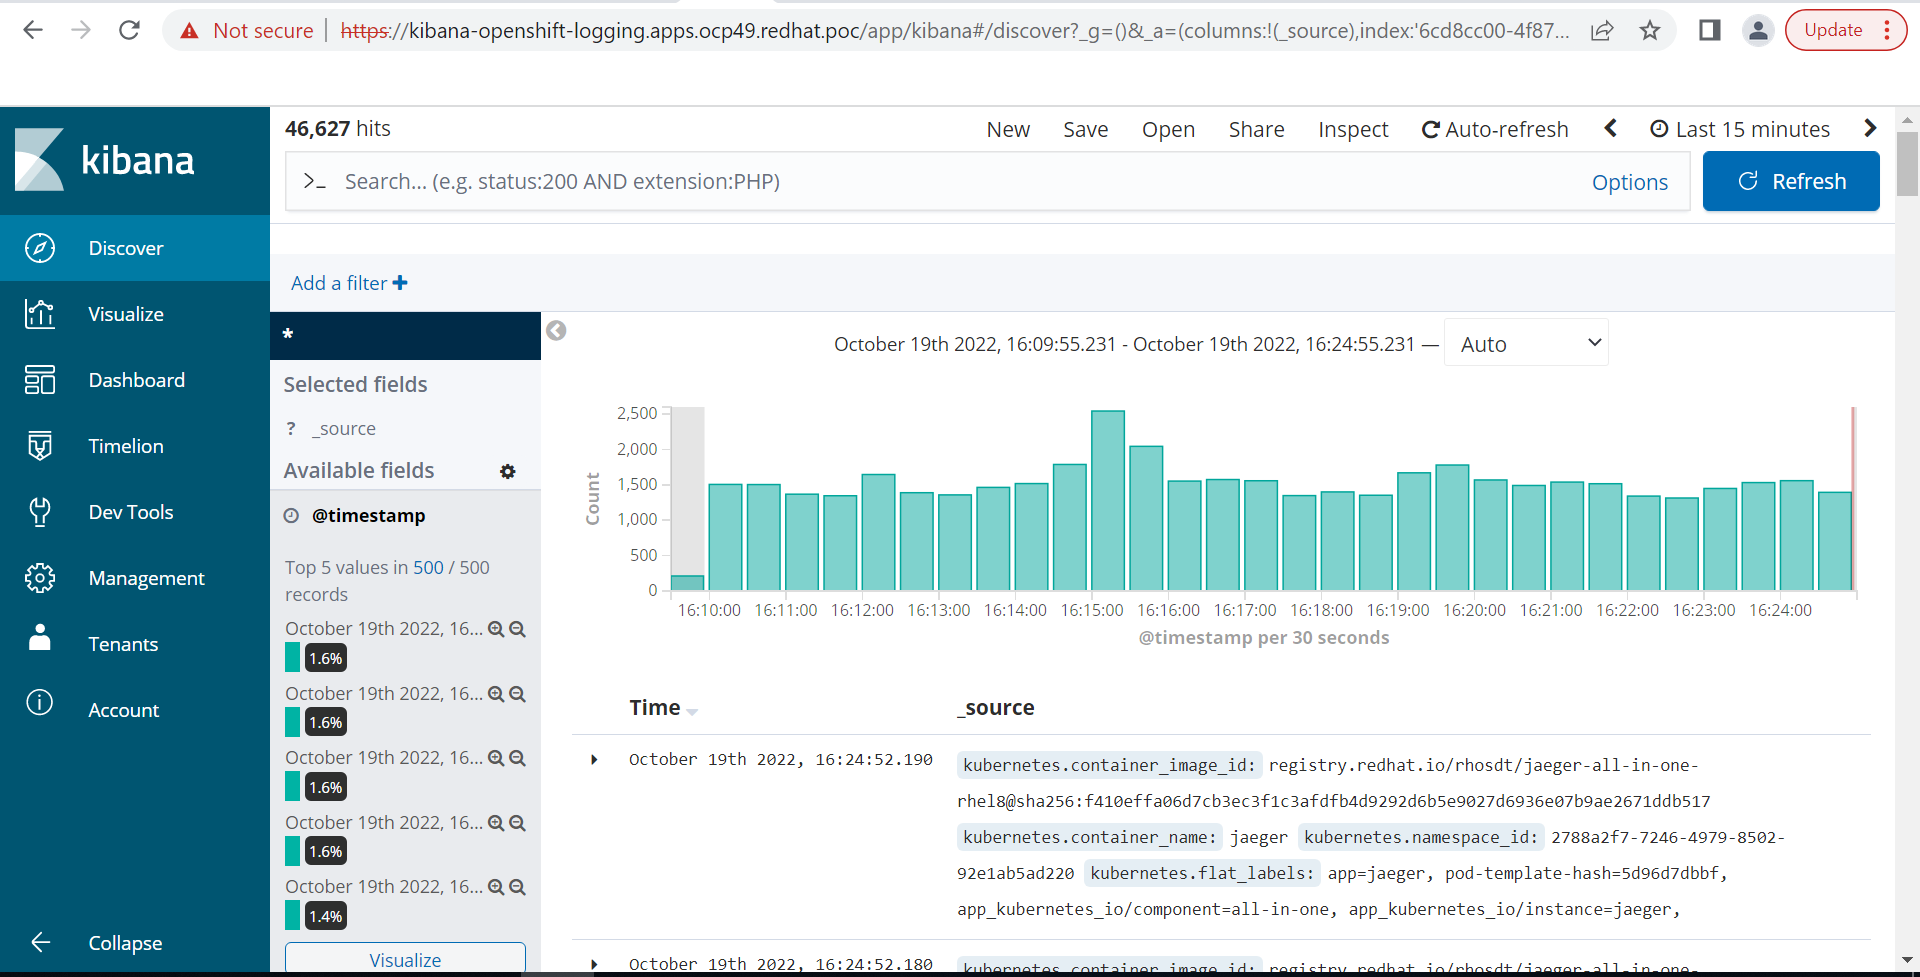 Not secure | https://kibana-openshift-logging.apps.ocp49.redhat.poc/app/kibana#/discover?_g=()&_a=(columns:!(_source),index:'6cd8cc00-4f87...
Update
kibana
Discover
Visualize
Dashboard
Timelion
Dev Tools
Management
Tenants
Account
Collapse
46,627 hits
New Save Open Share Inspect Auto-refresh Last 15 minutes
>_ Search... (e.g. status:200 AND extension:PHP) Options Refresh
Add a filter +
*
Selected fields
? _source
Available fields
@timestamp
Top 5 values in 500 / 500
records
October 19th 2022, 16...
1.6%
October 19th 2022, 16...
1.6%
October 19th 2022, 16...
1.6%
October 19th 2022, 16...
1.6%
October 19th 2022, 16...
1.4%
Visualize
October 19th 2022, 16:09:55.231 - October 19th 2022, 16:24:55.231 — Auto
Count
2,500
2,000
1,500
1,000
500
0
16:10:00 16:11:00 16:12:00 16:13:00 16:14:00 16:15:00 16:16:00 16:17:00 16:18:00 16:19:00 16:20:00 16:21:00 16:22:00 16:23:00 16:24:00
@timestamp per 30 seconds
Time _source
October 19th 2022, 16:24:52.190 kubernetes.container_image_id: registry.redhat.io/rhosdt/jaeger-all-in-one-
rhel8@sha256:f410effa06d7cb3ec3f1c3afdfb4d9292d6b5e9027d6936e07b9ae2671ddb517
kubernetes.container_name: jaeger kubernetes.namespace_id: 2788a2f7-7246-4979-8502-
92e1ab5ad220 kubernetes.flat_labels: app=jaeger, pod-template-hash=5d96d7dbbf,
app_kubernetes_io/component=all-in-one, app_kubernetes_io/instance=jaeger,
October 19th 2022, 16:24:52.180 kubernetes.container_image_id: registry.redhat.io/rhosdt/jaeger-all-in-one-